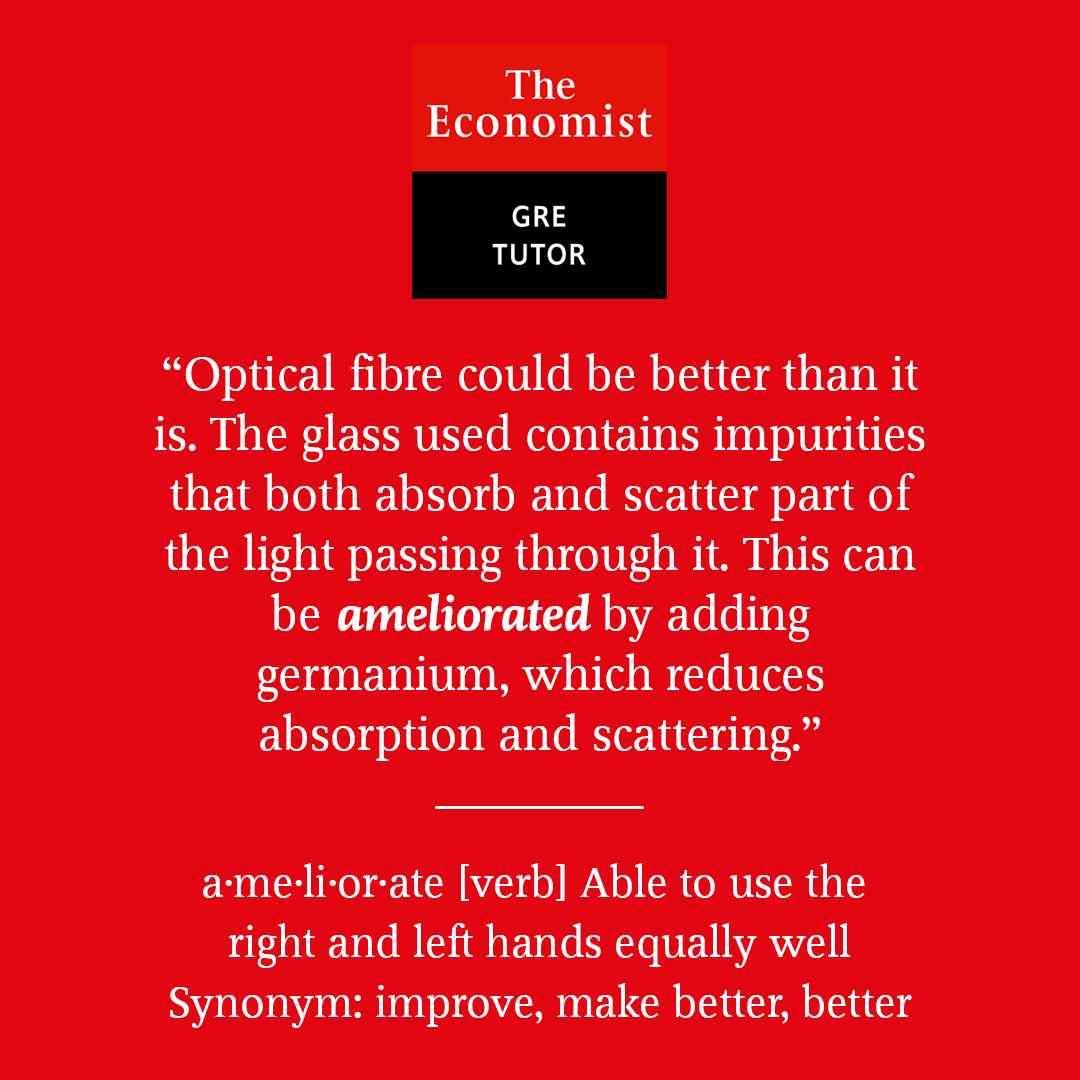 The
Economist
GRE
TUTOR
“Optical fibre could be better than it
is. The glass used contains impurities
that both absorb and scatter part of
the light passing through it. This can
be ameliorated by adding
germanium, which reduces
absorption and scattering.”
a·me·li·or·ate [verb] Able to use the
right and left hands equally well
Synonym: improve, make better, better